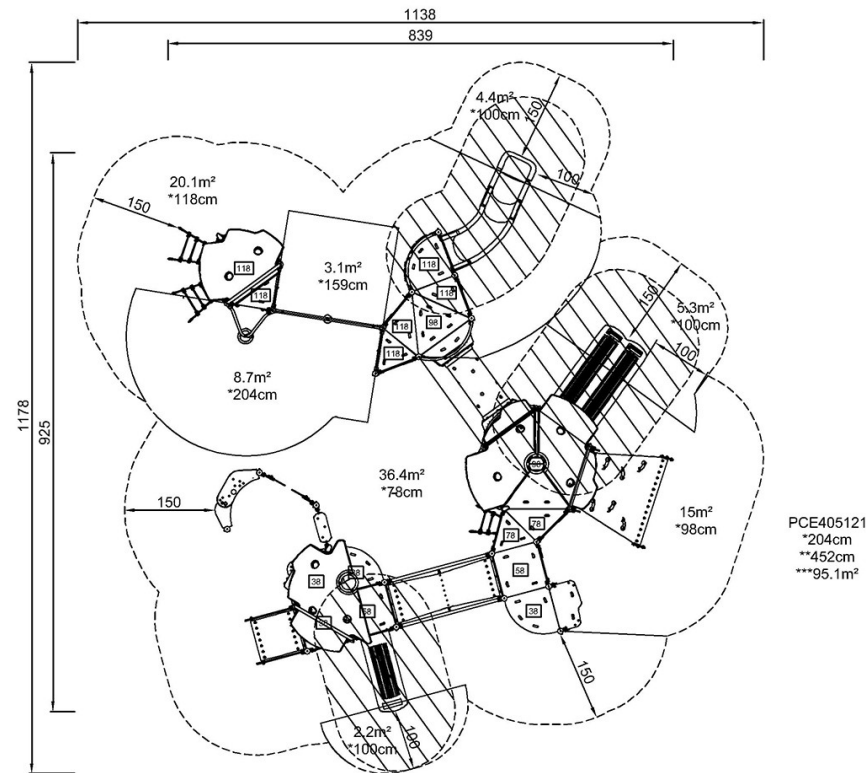 1138
839
4.4m²
*100cm
150
100
20.1m²
*118cm
150
118
118
3.1m²
*159cm
118
118
98
118
118
8.7m²
*204cm
1178
925
150
5.3m²
*100cm
100
36.4m²
*78cm
98
15m²
*98cm
78
78
58
38
150
38
58
PCE405121
*204cm
**452cm
***95.1m²
150
2.2m²
*100cm
100